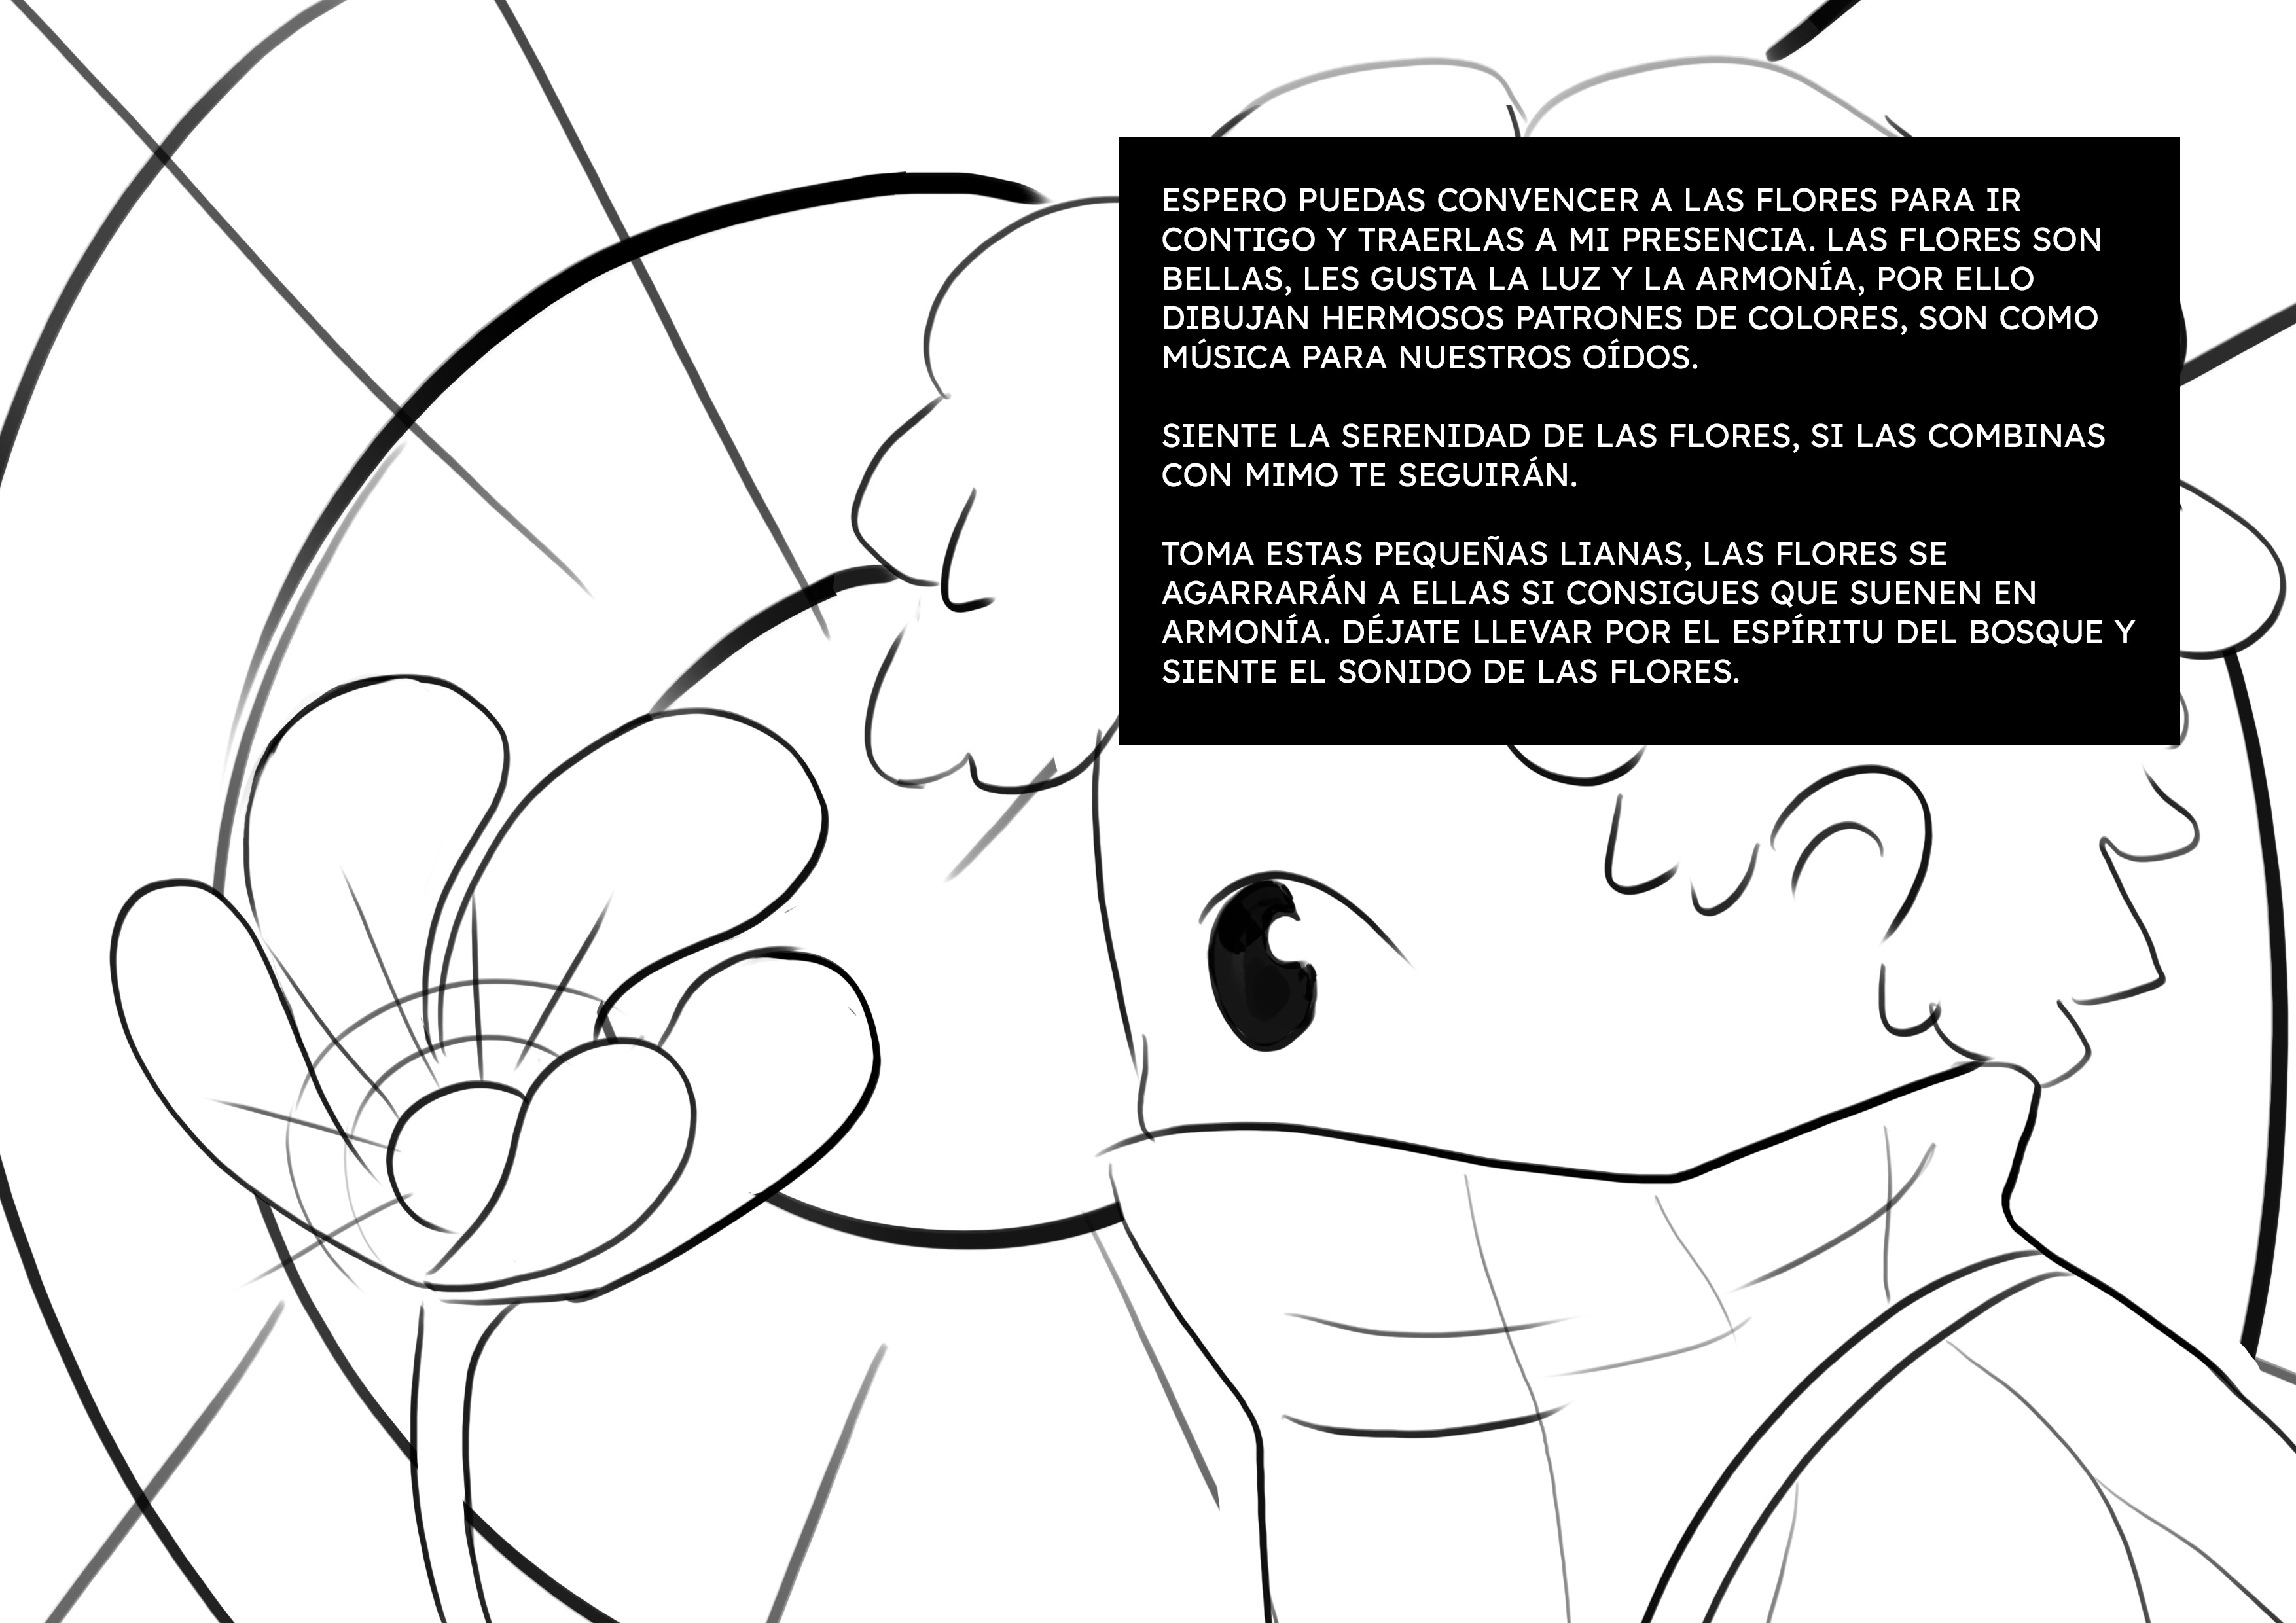 ESPERO PUEDAS CONVENCER A LAS FLORES PARA IR
CONTIGO Y TRAERLAS A MI PRESENCIA. LAS FLORES SON
BELLAS, LES GUSTA LA LUZ Y LA ARMONÍA, POR ELLO
DIBUJAN HERMOSOS PATRONES DE COLORES, SON COMO
MÚSICA PARA NUESTROS OÍDOS.
SIENTE LA SERENIDAD DE LAS FLORES, SI LAS COMBINAS
CON MIMO TE SEGUIRÁN.
TOMA ESTAS PEQUEÑAS LIANAS, LAS FLORES SE
AGARRARÁN A ELLAS SI CONSIGUES QUE SUENEN EN
ARMONÍA. DÉJATE LLEVAR POR EL ESPÍRITU DEL BOSQUE Y
SIENTE EL SONIDO DE LAS FLORES.